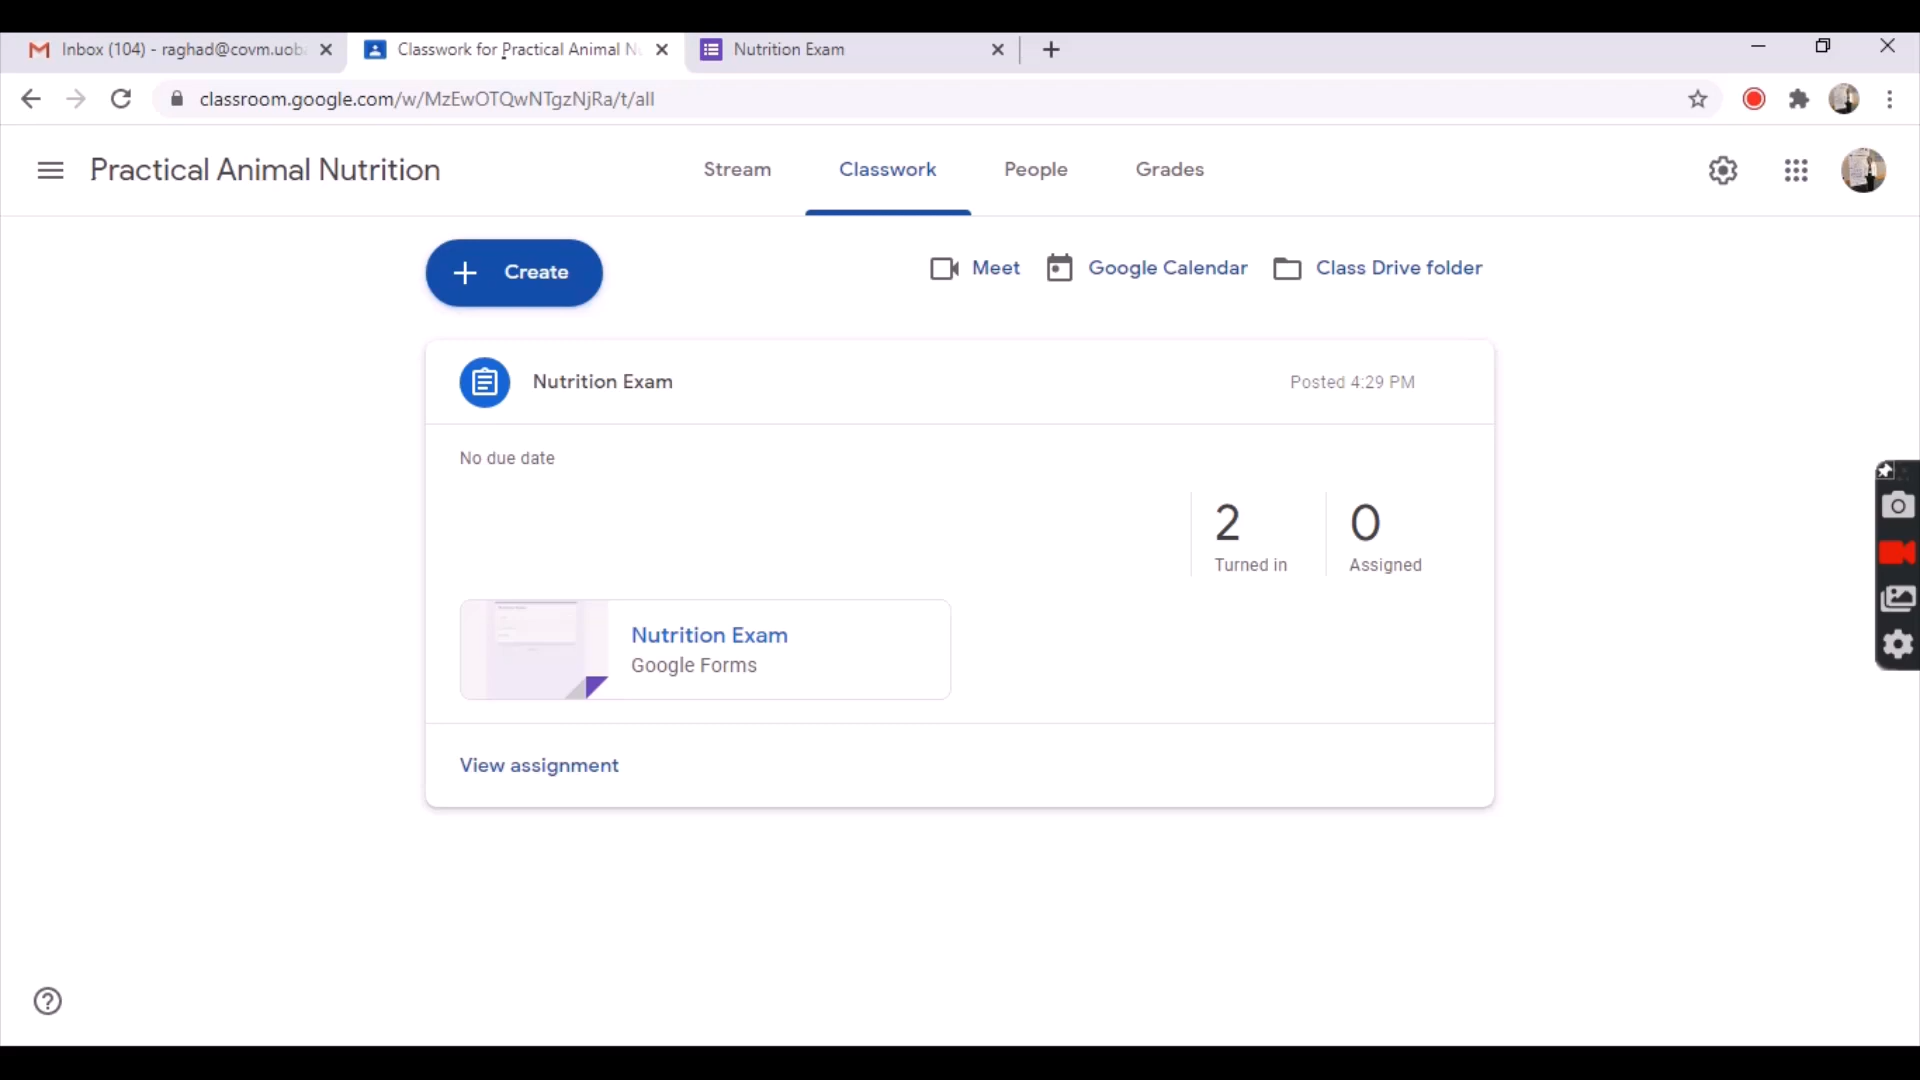 Inbox (104) - raghad@covm.uob
Classwork for Practical Animal N
Nutrition Exam
classroom.google.com/w/MzEwOTQwNTgzNjRa/t/all
Practical Animal Nutrition
Stream
Classwork
People
Grades
Create
Meet
Google Calendar
Class Drive folder
Nutrition Exam
Posted 4:29 PM
No due date
2
0
Turned in
Assigned
Nutrition Exam
Google Forms
View assignment